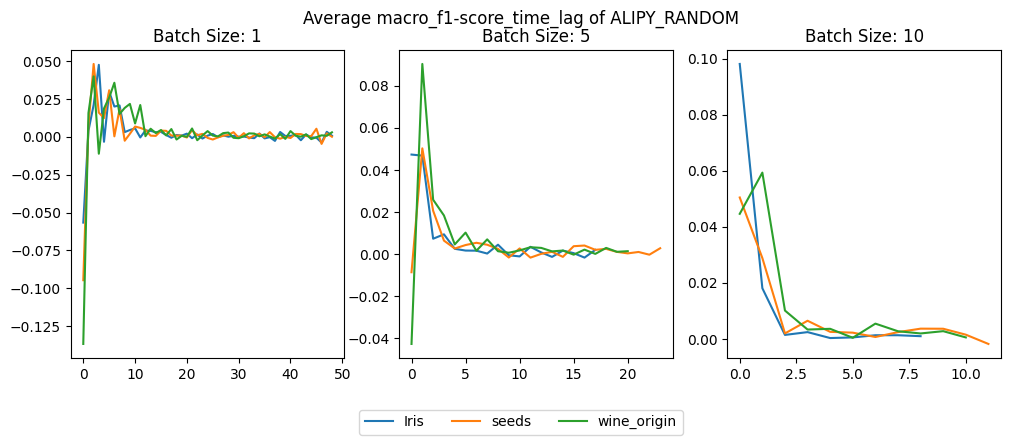 Average macro_f1-score_time_lag of ALIPY_RANDOM
Batch Size: 1
Batch Size: 5
Batch Size: 10
0.050
0.025
0.000
−0.025
−0.050
−0.075
−0.100
−0.125
0 10 20 30 40 50
0.08
0.06
0.04
0.02
0.00
−0.02
−0.04
0 5 10 15 20
0.10
0.08
0.06
0.04
0.02
0.00
0.0 2.5 5.0 7.5 10.0
Iris seeds wine_origin